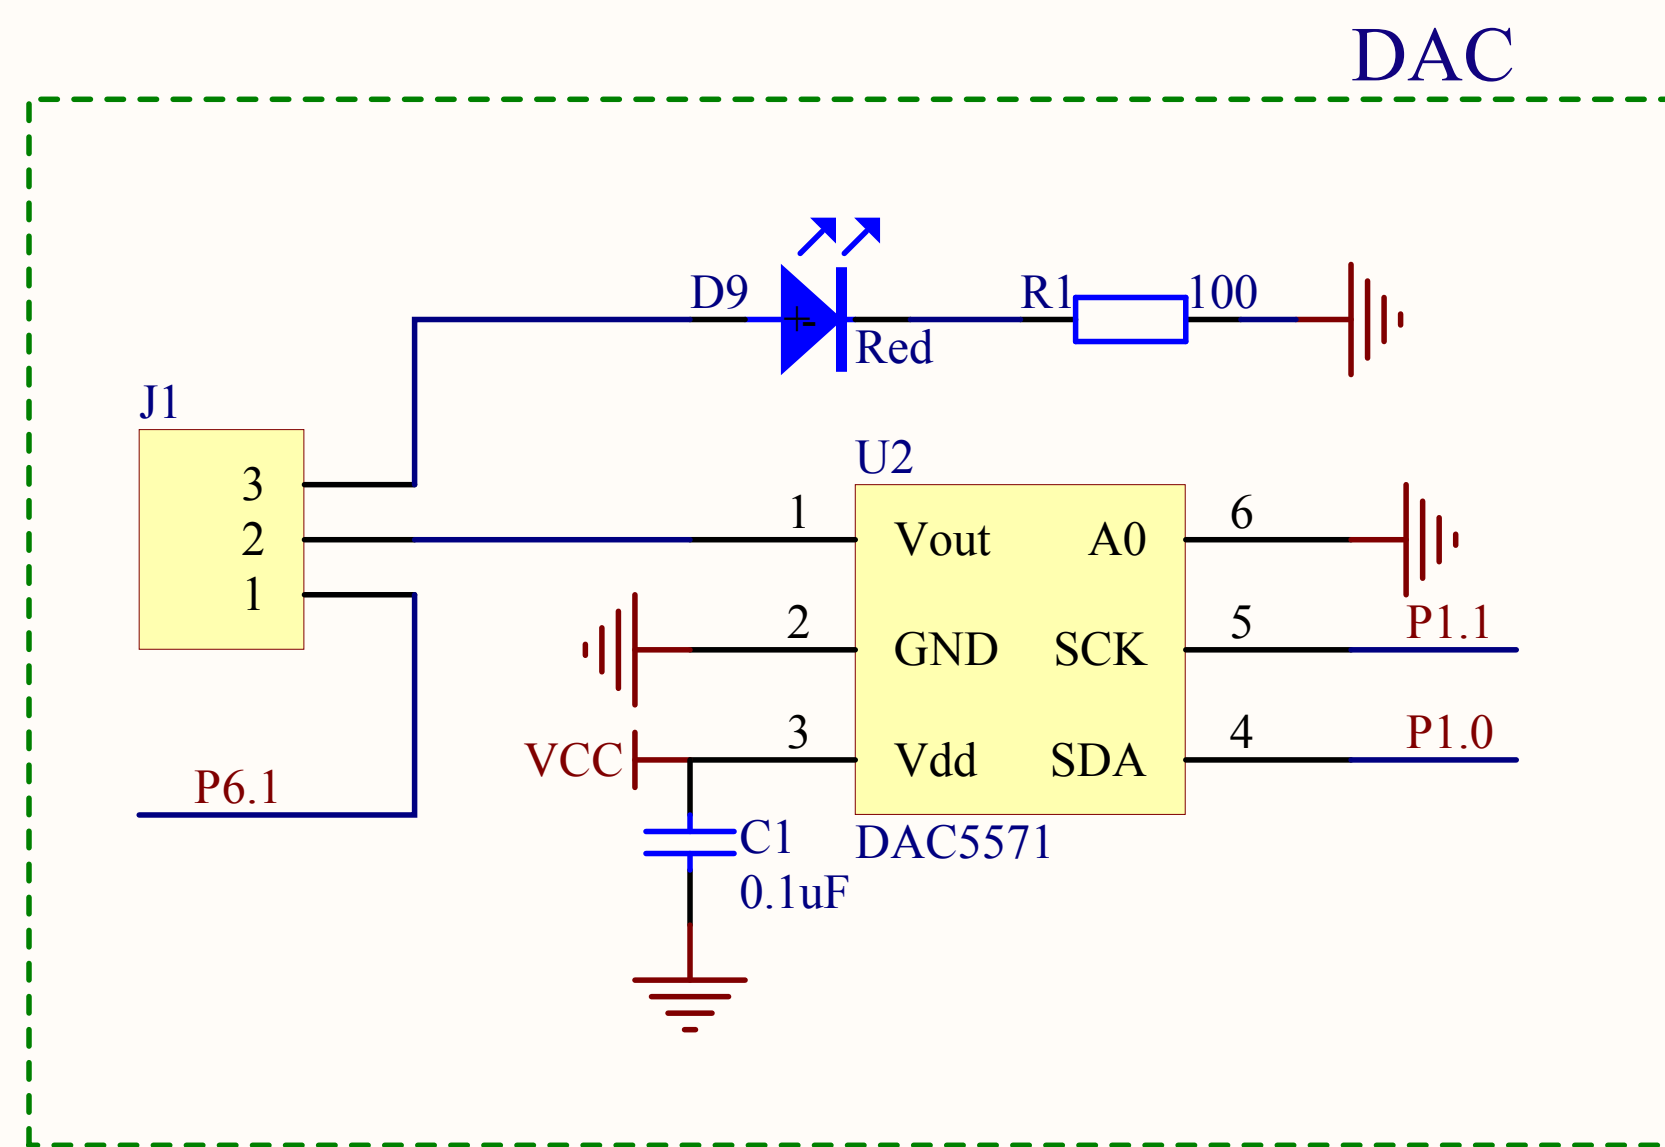 DAC
D9
R1
100
Red
J1
3
2
1
U2
1
Vout
A0
6
2
GND
SCK
5
P1.1
VCC
3
Vdd
SDA
4
P1.0
P6.1
C1
0.1uF
DAC5571